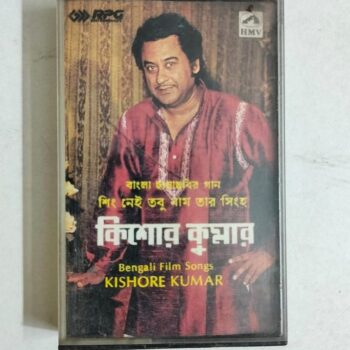 RPG
HMV
বাংলা ছায়াছবির গান
শিং নেই তবু নাম তার সিংহ
কিশোর কুমার
Bengali Film Songs
KISHORE KUMAR